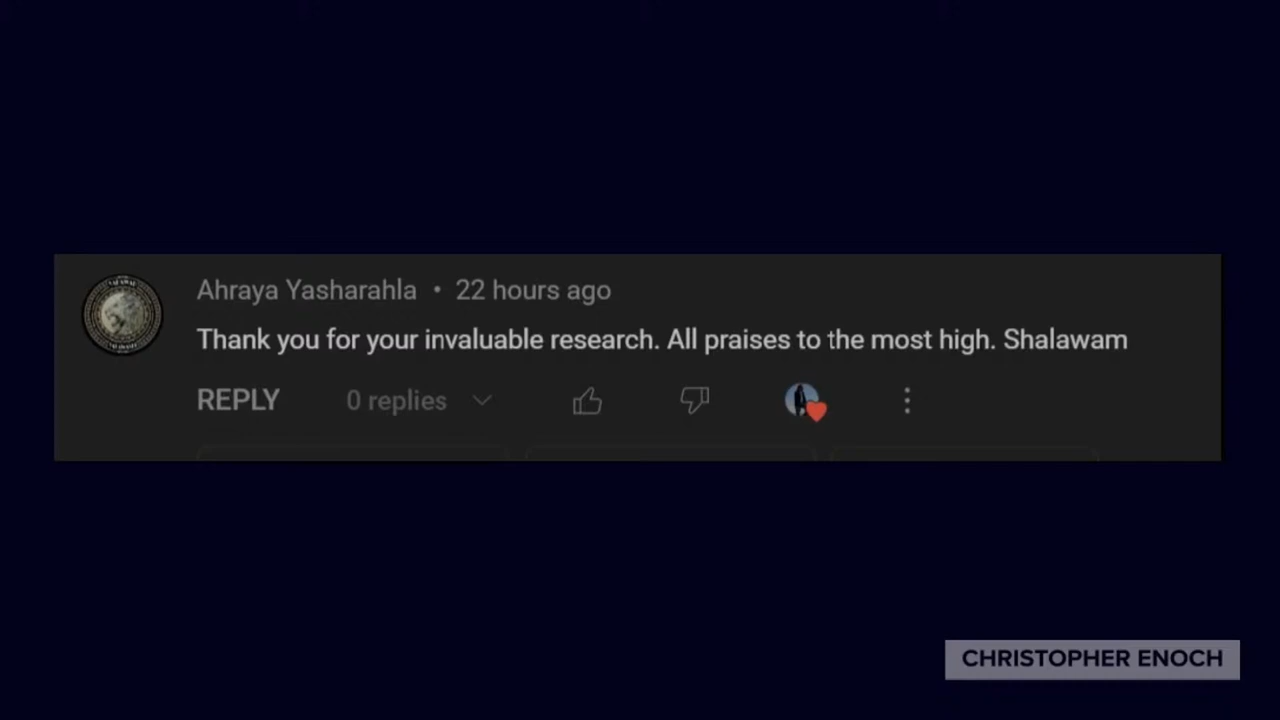 Ahraya Yasharahla • 22 hours ago
Thank you for your invaluable research. All praises to the most high. Shalawam
REPLY 0 replies
CHRISTOPHER ENOCH